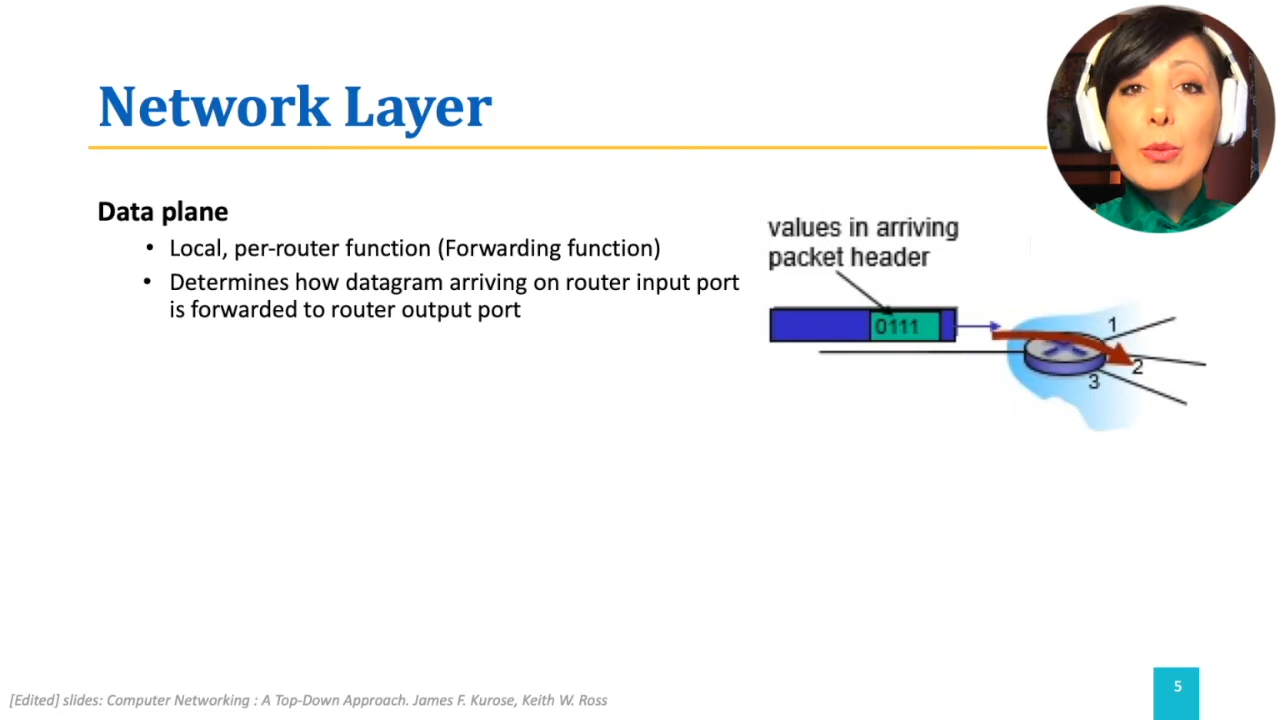 Network Layer
Data plane
• Local, per-router function (Forwarding function)
• Determines how datagram arriving on router input port
is forwarded to router output port
values in arriving
packet header
0111
1
2
3
[Edited] slides: Computer Networking : A Top-Down Approach. James F. Kurose, Keith W. Ross
5